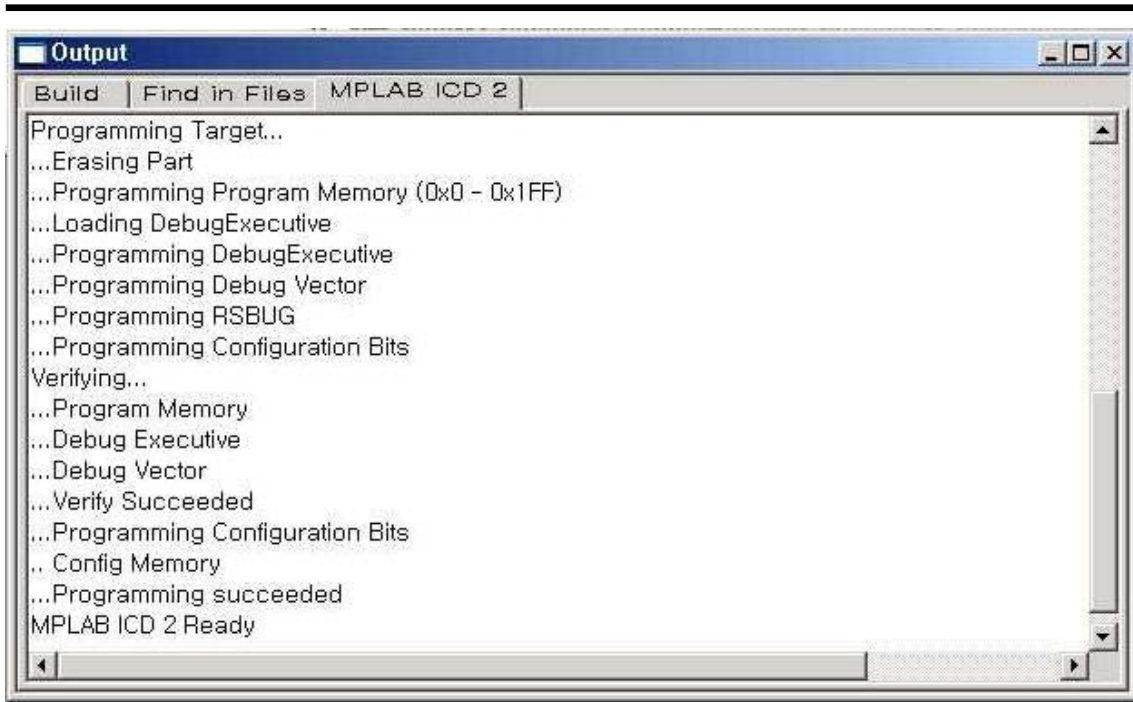 Output
Build Find in Files MPLAB ICD 2
Programming Target...
...Erasing Part
...Programming Program Memory (0x0 - 0x1FF)
...Loading DebugExecutive
...Programming DebugExecutive
...Programming Debug Vector
...Programming RSBUG
...Programming Configuration Bits
Verifying...
...Program Memory
...Debug Executive
...Debug Vector
...Verify Succeeded
...Programming Configuration Bits
.. Config Memory
...Programming succeeded
MPLAB ICD 2 Ready